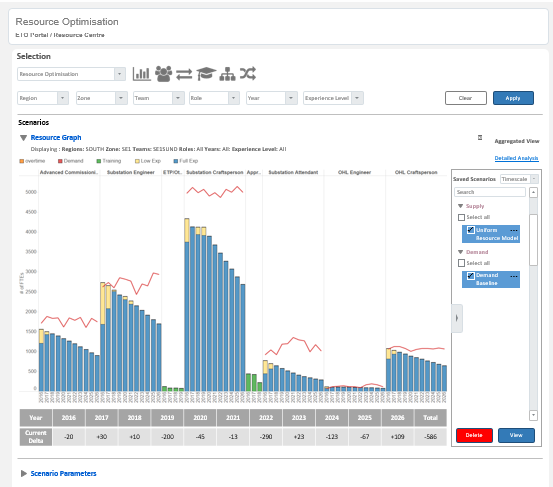 Resource Optimisation
ETO Portal / Resource Centre
Selection
Resource Optimisation
Region
Zone
Team
Role
Year
Experience Level
Clear
Apply
Scenarios
Resource Graph
Aggregated View
Displaying : Regions: SOUTH Zone: SE1 Teams: SE1SUND Roles: All Years: All: Experience Level: All
Detailed Analysis
overtime Demand Training Low Exp Full Exp
Advanced Commissioni.. Substation Engineer ETP/Ct.. Substation Craftsperson Appr.. Substation Attendant OHL Engineer OHL Craftsperson
# of FTEs
5000
4500
4000
3500
3000
2500
2000
1500
1000
500
0
Saved Scenarios Timescale
Search
Supply
Select all
Uniform
Resource Model
...
Demand
Select all
Demand
Baseline
...
Delete
View
Year 2016 2017 2018 2019 2020 2021 2022 2023 2024 2025 2026 Total
Current
Delta
-20 +30 +10 -200 -45 -13 -290 +23 -123 -67 +109 -586
Scenario Parameters